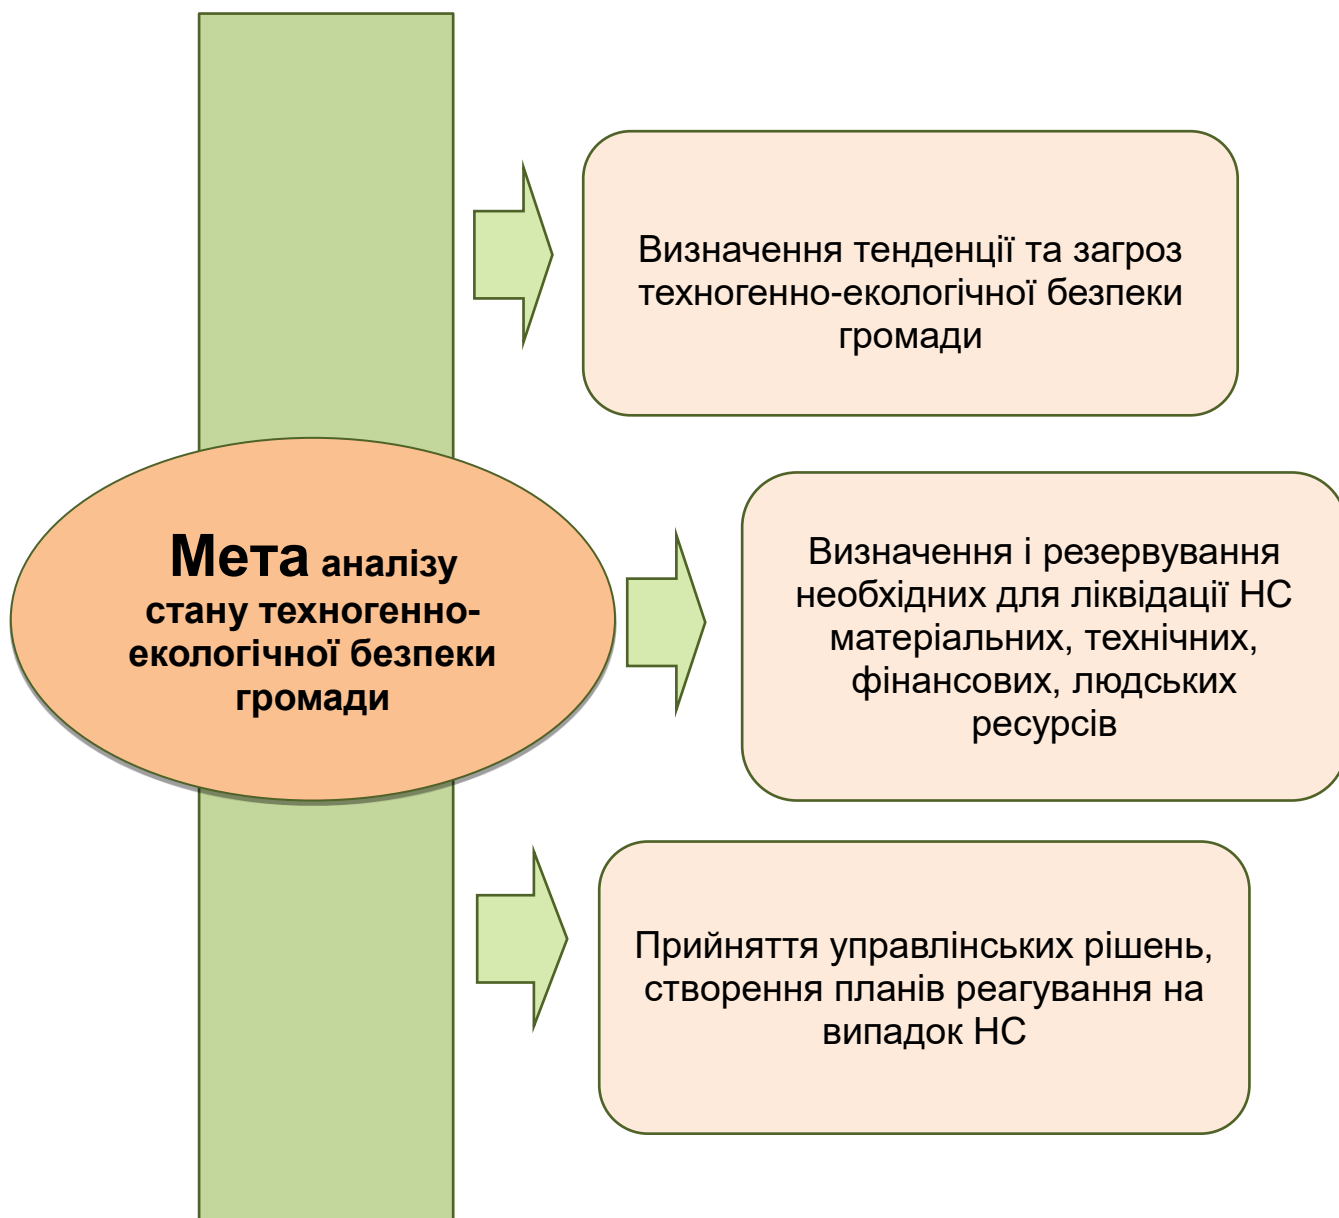 Визначення тенденції та загроз
техногенно-екологічної безпеки
громади
Мета аналізу
стану техногенно-
екологічної безпеки
громади
Визначення і резервування
необхідних для ліквідації НС
матеріальних, технічних,
фінансових, людських
ресурсів
Прийняття управлінських рішень,
створення планів реагування на
випадок НС